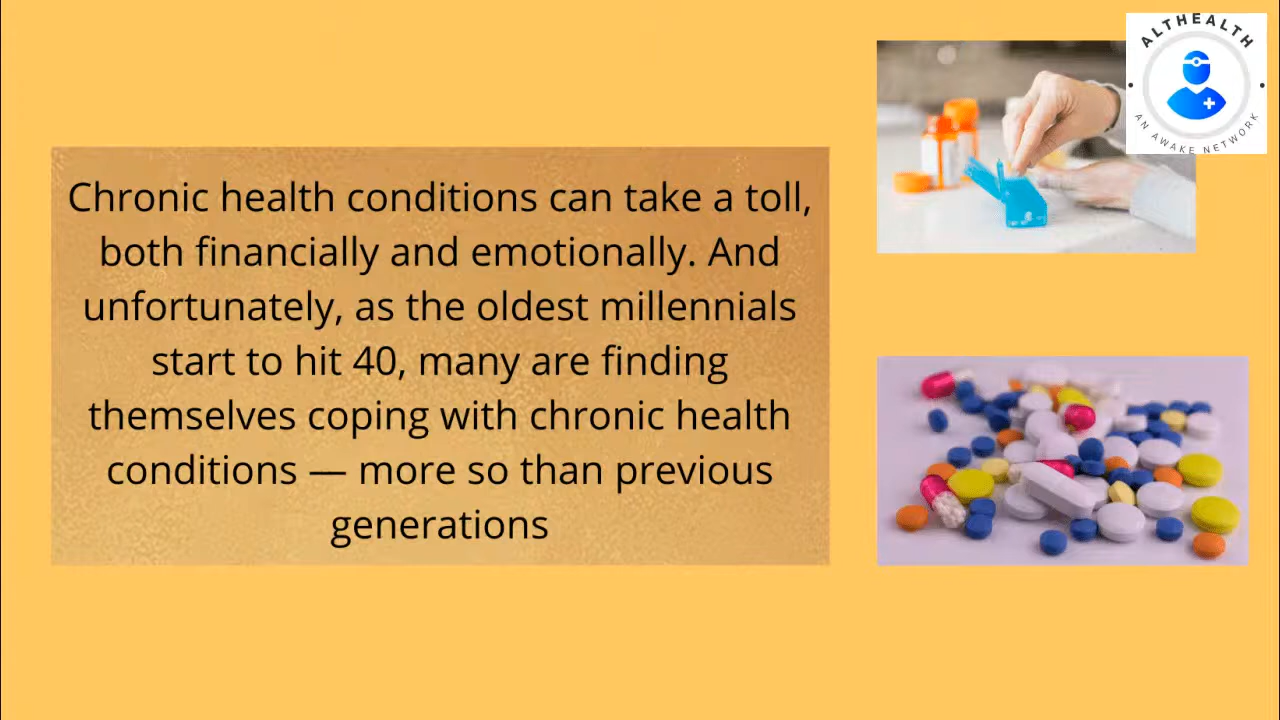 Chronic health conditions can take a toll,
both financially and emotionally. And
unfortunately, as the oldest millennials
start to hit 40, many are finding
themselves coping with chronic health
conditions — more so than previous
generations
ALTHEALTH
AN AWAKE NETWORK